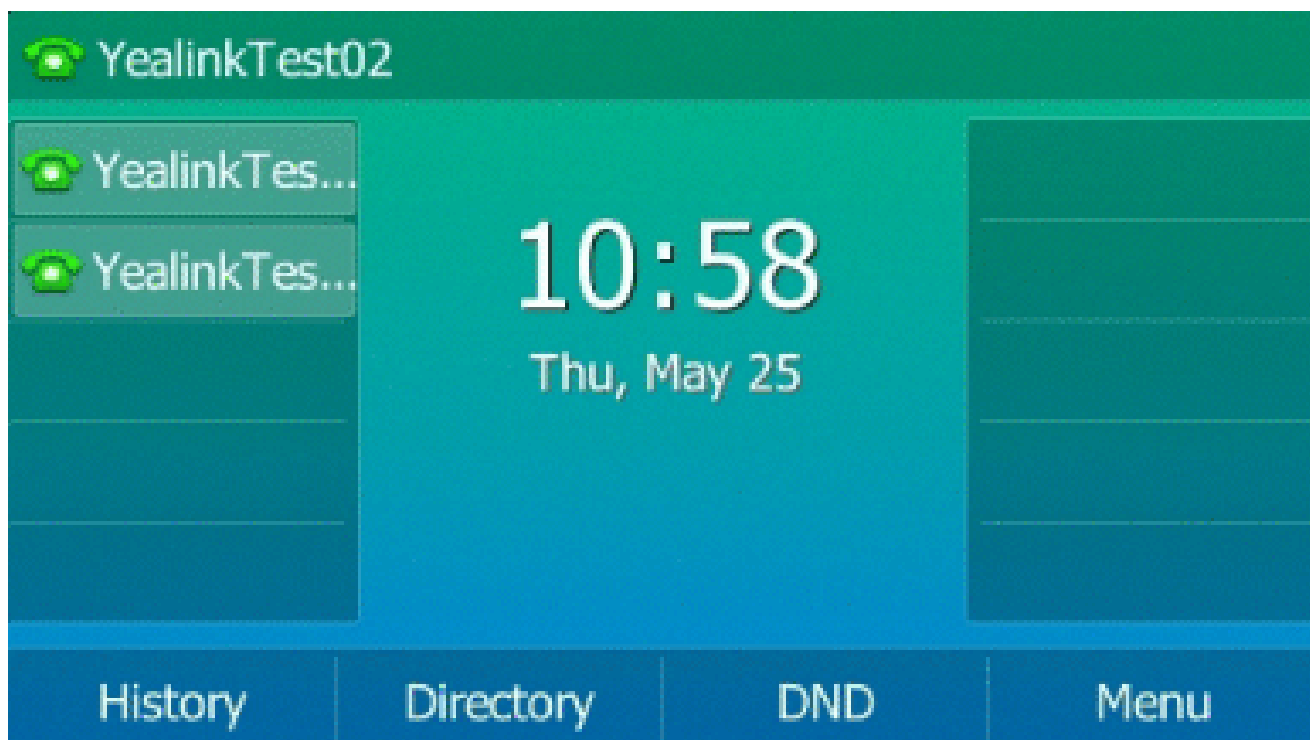 YealinkTest02
YealinkTes...
YealinkTes...
10:58
Thu, May 25
History Directory DND Menu